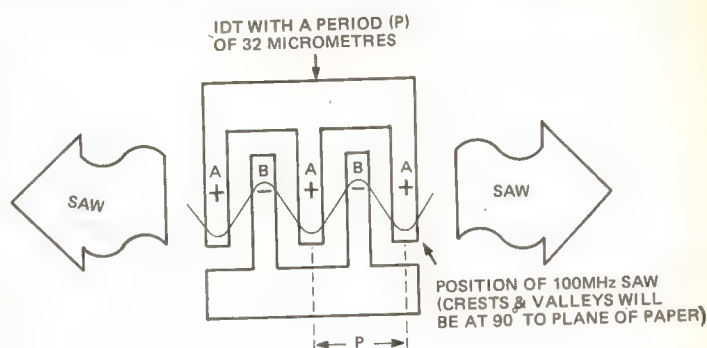 IDT WITH A PERIOD (P)
OF 32 MICROMETRES
SAW
A
B
A
B
A
+
−
+
−
+
SAW
POSITION OF 100MHz SAW
(CRESTS & VALLEYS WILL
BE AT 90° TO PLANE OF PAPER)
P